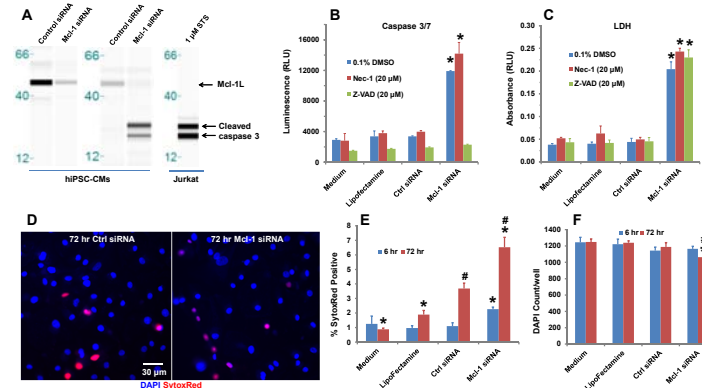 A
Control siRNA
Mcl-1 siRNA
Control siRNA
Mcl-1 siRNA
1 µM STS
66
66
66
40
40
40
12
12
12
Mcl-1L
Cleaved
caspase 3
hiPSC-CMs
Jurkat
B
Caspase 3/7
Luminescence (RLU)
16000
12000
8000
4000
0
0.1% DMSO
Nec-1 (20 µM)
Z-VAD (20 µM)
* *
Medium
Lipofectamine
Ctrl siRNA
Mcl-1 siRNA
C
LDH
Absorbance (RLU)
0.30
0.25
0.20
0.15
0.10
0.05
0.00
0.1% DMSO
Nec-1 (20 µM)
Z-VAD (20 µM)
* * *
Medium
Lipofectamine
Ctrl siRNA
Mcl-1 siRNA
D
72 hr Ctrl siRNA
72 hr Mcl-1 siRNA
30 µm
DAPI SytoxRed
E
% SytoxRed Positive
8
7
6
5
4
3
2
1
0
6 hr
72 hr
*
*
#
*
#
*
Medium
LipoFectamine
Ctrl siRNA
Mcl-1 siRNA
F
DAPI Count/well
1400
1200
1000
800
600
400
200
0
6 hr
72 hr
Medium
LipoFectamine
Ctrl siRNA
Mcl-1 siRNA